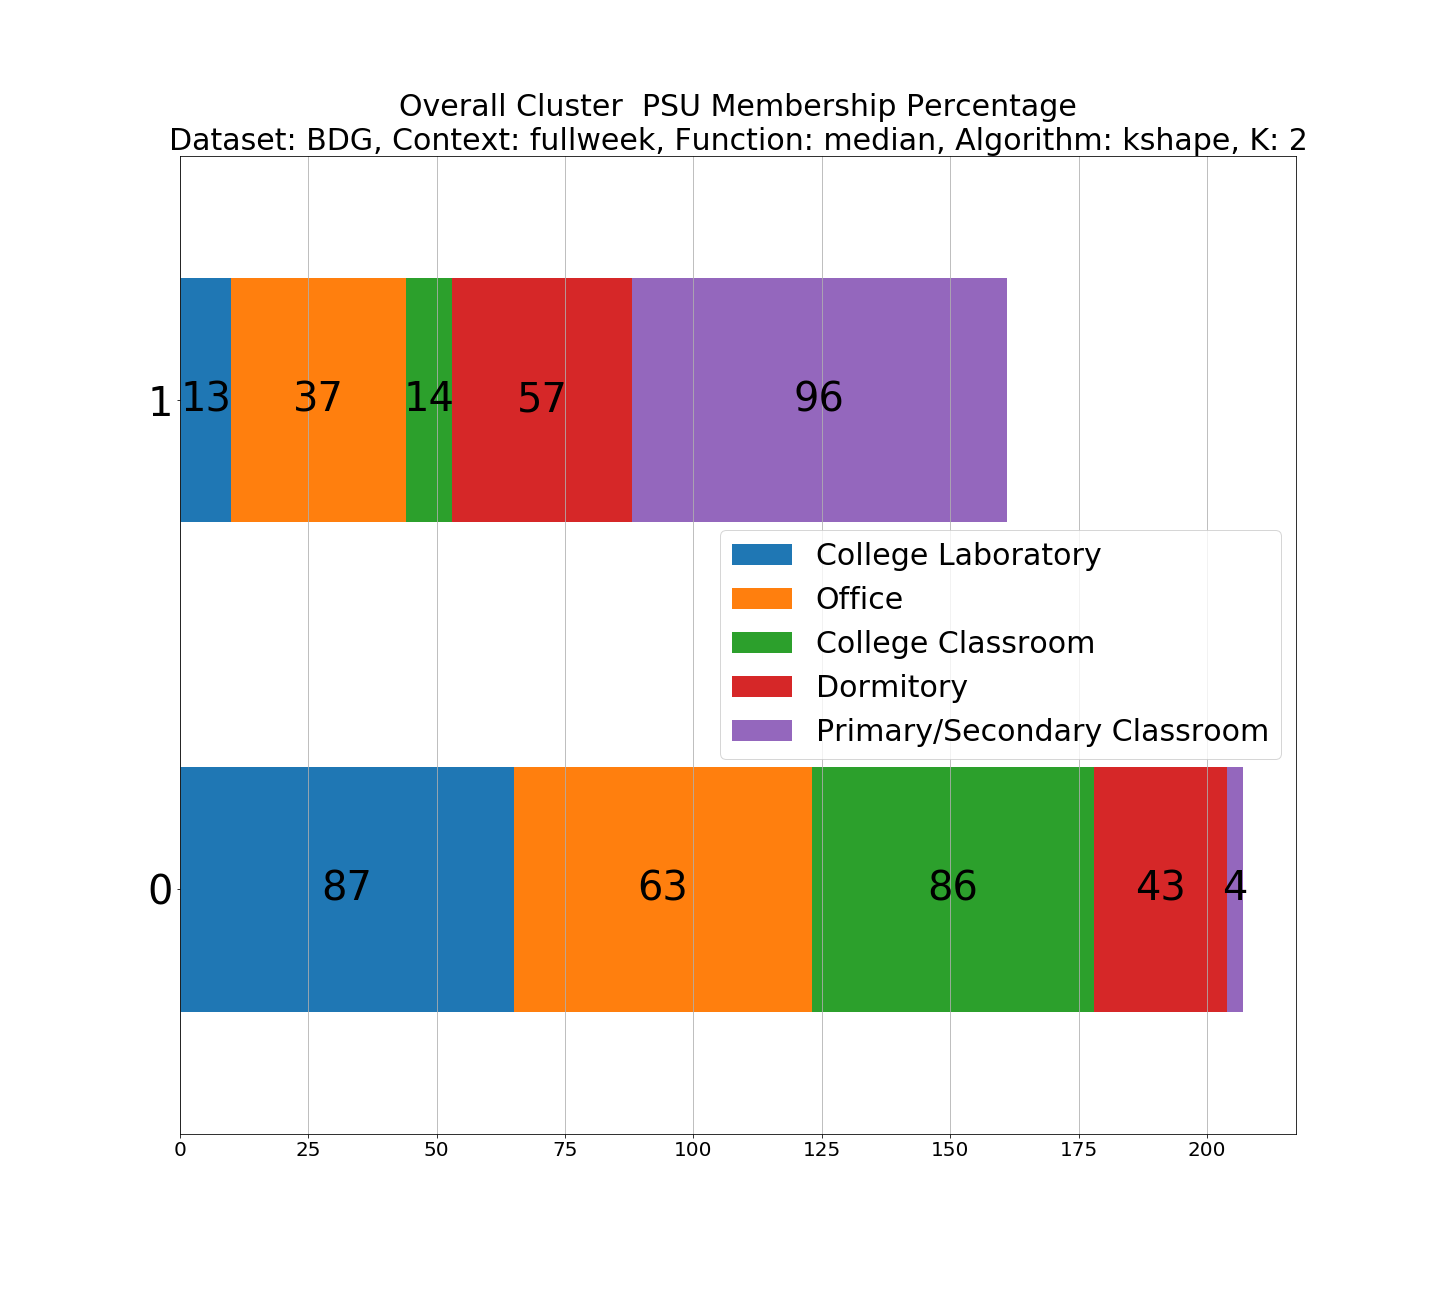 Overall Cluster  PSU Membership Percentage
Dataset: BDG, Context: fullweek, Function: median, Algorithm: kshape, K: 2
1 13 37 14 57 96
College Laboratory
Office
College Classroom
Dormitory
Primary/Secondary Classroom
0 87 63 86 43 4
0 25 50 75 100 125 150 175 200